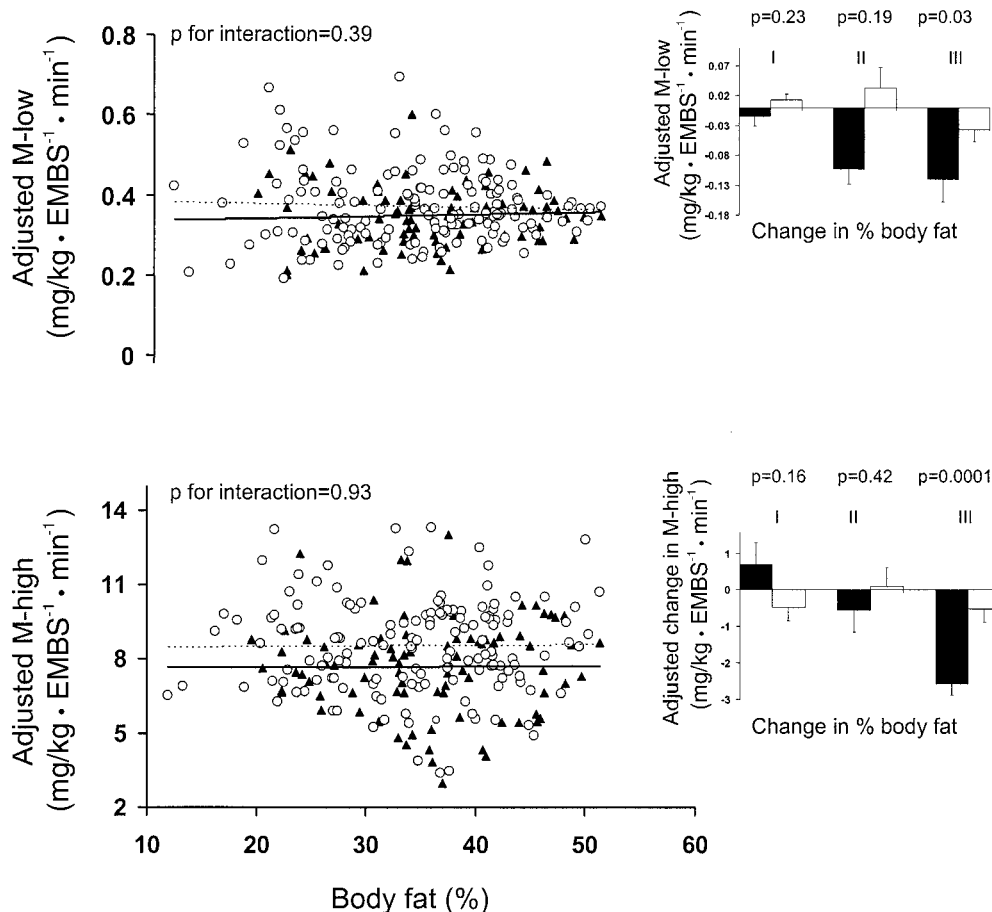 p for interaction=0.39
Adjusted M-low
(mg/kg · EMBS⁻¹ · min⁻¹)
0.8
0.6
0.4
0.2
0
p=0.23 p=0.19 p=0.03
I II III
Adjusted M-low
(mg/kg · EMBS⁻¹ · min⁻¹)
0.07
0.02
-0.03
-0.08
-0.13
-0.18
Change in % body fat
p for interaction=0.93
Adjusted M-high
(mg/kg · EMBS⁻¹ · min⁻¹)
14
11
8
5
2
10 20 30 40 50 60
Body fat (%)
p=0.16 p=0.42 p=0.0001
I II III
Adjusted change in M-high
(mg/kg · EMBS⁻¹ · min⁻¹)
1
0
-1
-2
-3
Change in % body fat